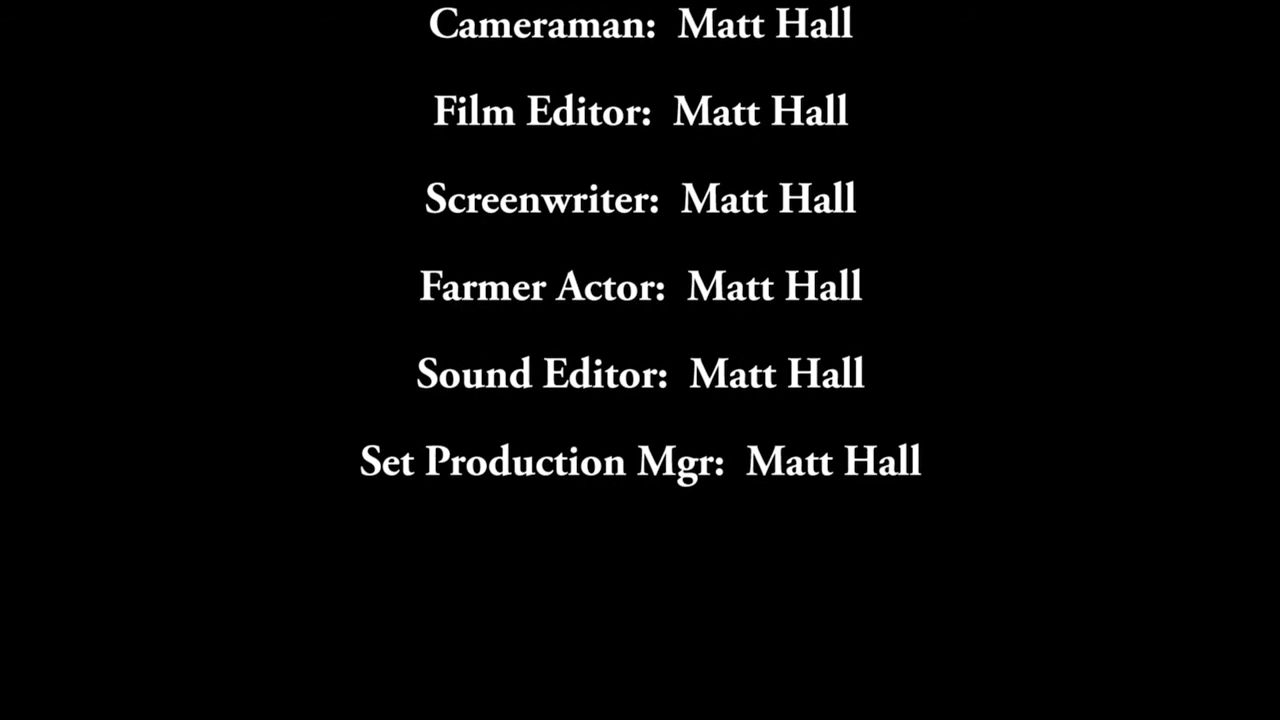 Cameraman:  Matt Hall
Film Editor:  Matt Hall
Screenwriter:  Matt Hall
Farmer Actor:  Matt Hall
Sound Editor:  Matt Hall
Set Production Mgr:  Matt Hall